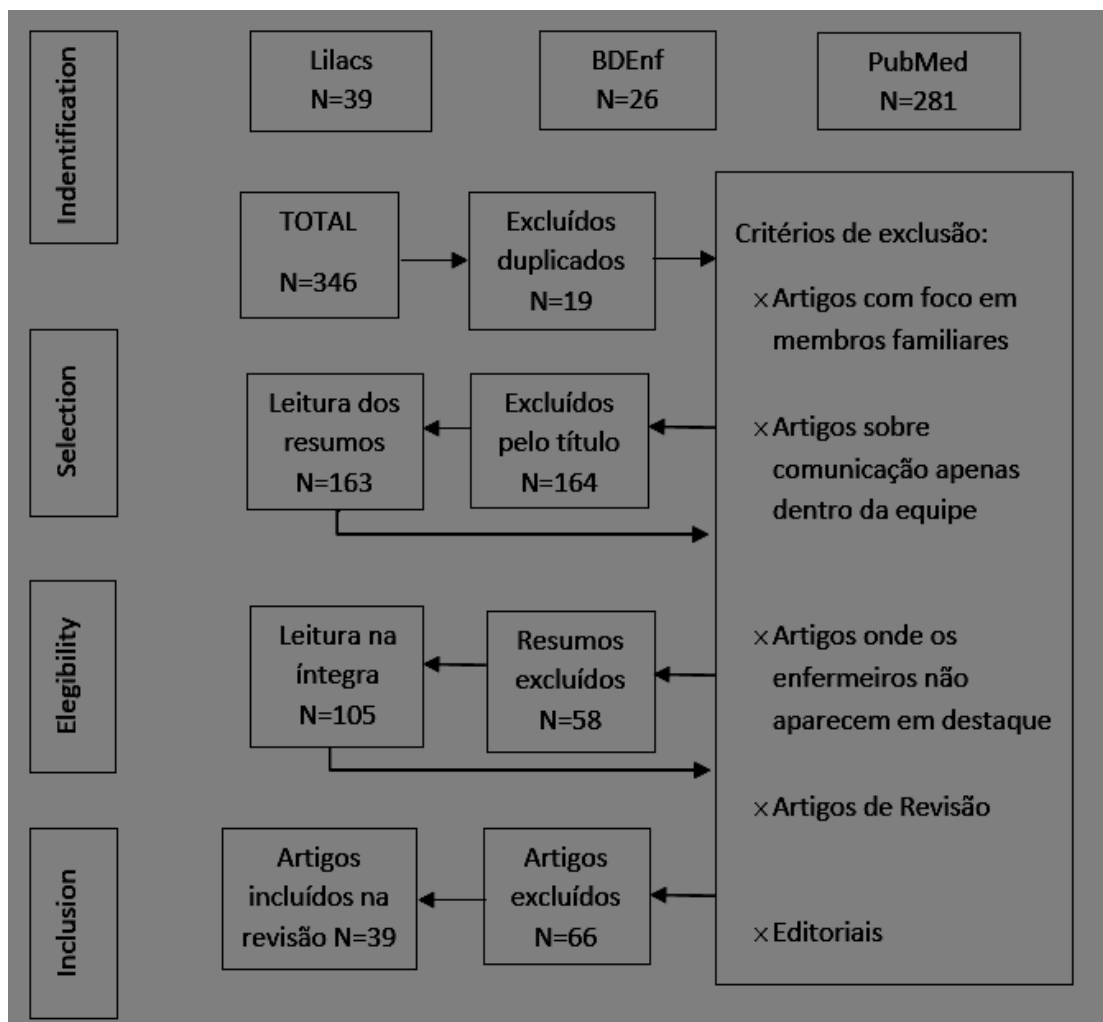 Indentification
Lilacs
N=39
BDEnf
N=26
PubMed
N=281
TOTAL
N=346
Excluídos
duplicados
N=19
Critérios de exclusão:
×Artigos com foco em
membros familiares
×Artigos sobre
comunicação apenas
dentro da equipe
×Artigos onde os
enfermeiros não
aparecem em destaque
×Artigos de Revisão
×Editoriais
Selection
Leitura dos
resumos
N=163
Excluídos
pelo título
N=164
Elegibility
Leitura na
íntegra
N=105
Resumos
excluídos
N=58
Inclusion
Artigos
incluídos na
revisão N=39
Artigos
excluídos
N=66